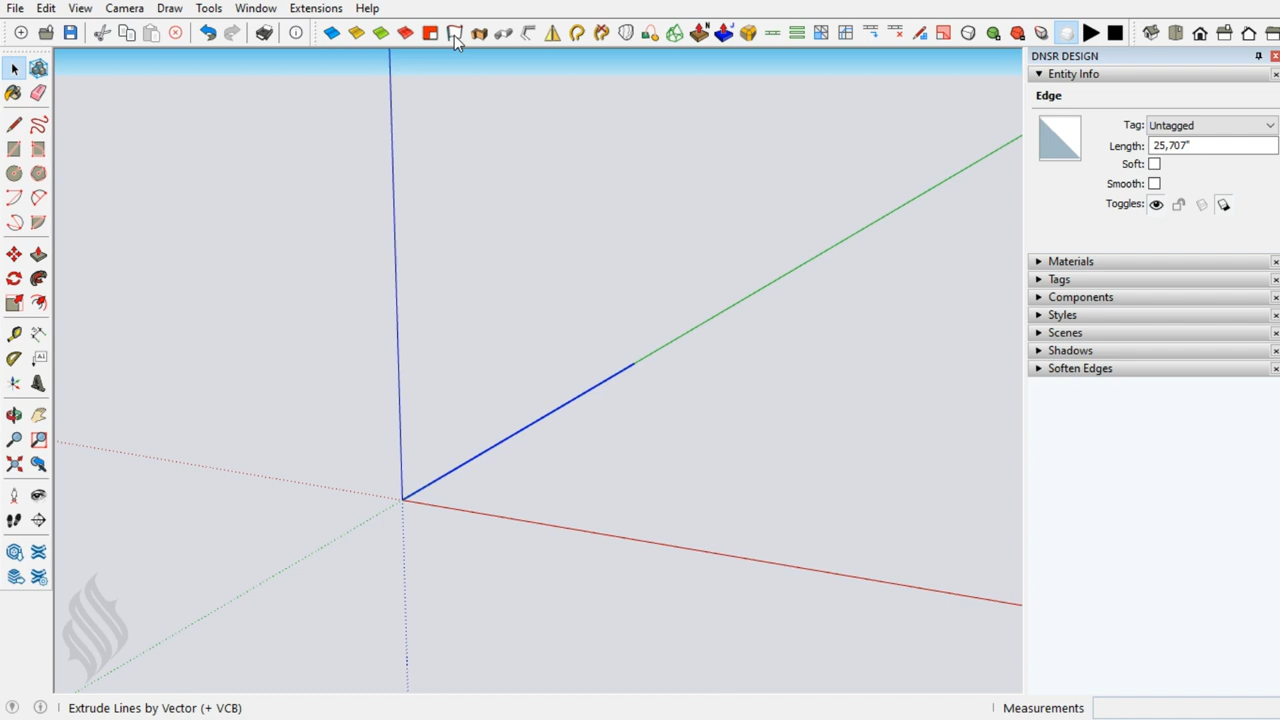 File Edit View Camera Draw Tools Window Extensions Help
DNSR DESIGN
Entity Info
Edge
Tag: Untagged
Length: 25,707"
Soft:
Smooth:
Toggles:
Materials
Tags
Components
Styles
Scenes
Shadows
Soften Edges
Extrude Lines by Vector (+ VCB)
Measurements